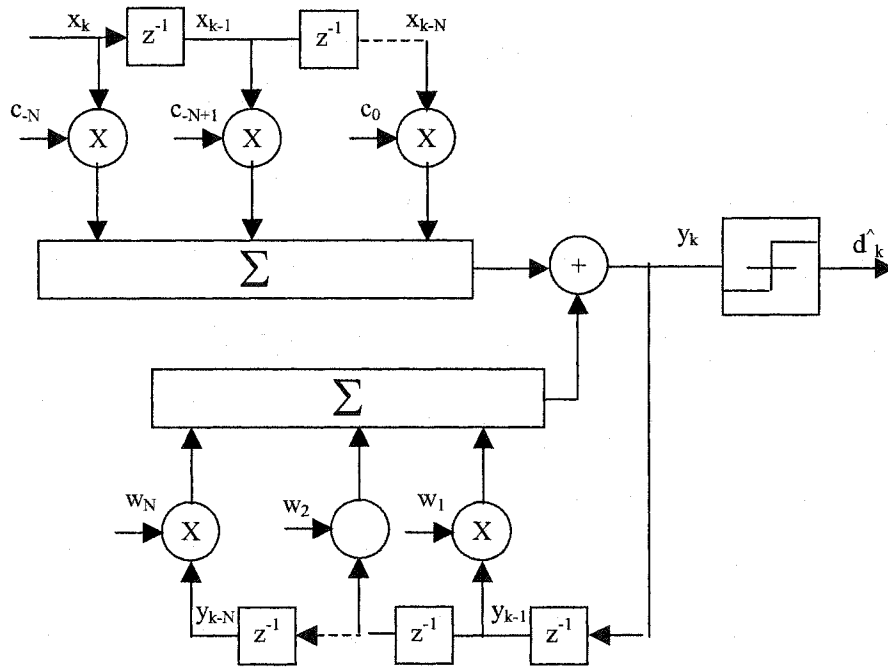 x_k z^-1 x_k-1 z^-1 x_k-N
c_-N X c_-N+1 X c_0 X
Σ + y_k d^_k
Σ
w_N X w_2 w_1 X
y_k-N z^-1 z^-1 y_k-1 z^-1